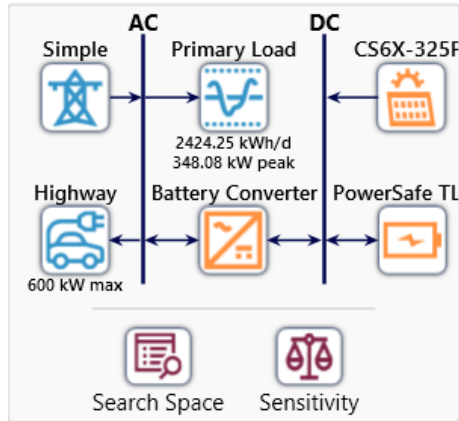 AC DC
Simple Primary Load CS6X-325P
2424.25 kWh/d
348.08 kW peak
Highway Battery Converter PowerSafe TL
600 kW max
Search Space Sensitivity